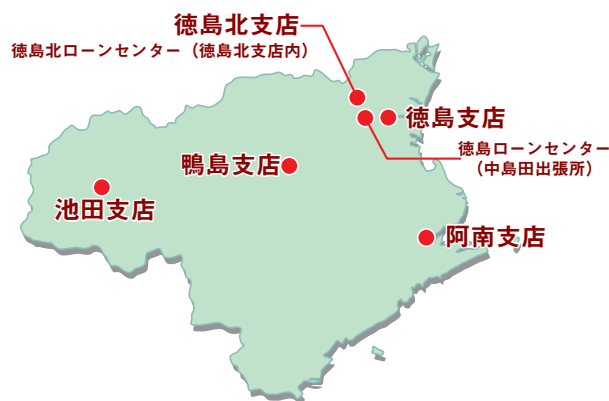 徳島北支店
徳島北ローンセンター（徳島北支店内）
徳島支店
徳島ローンセンター
（中島田出張所）
鴨島支店
池田支店
阿南支店